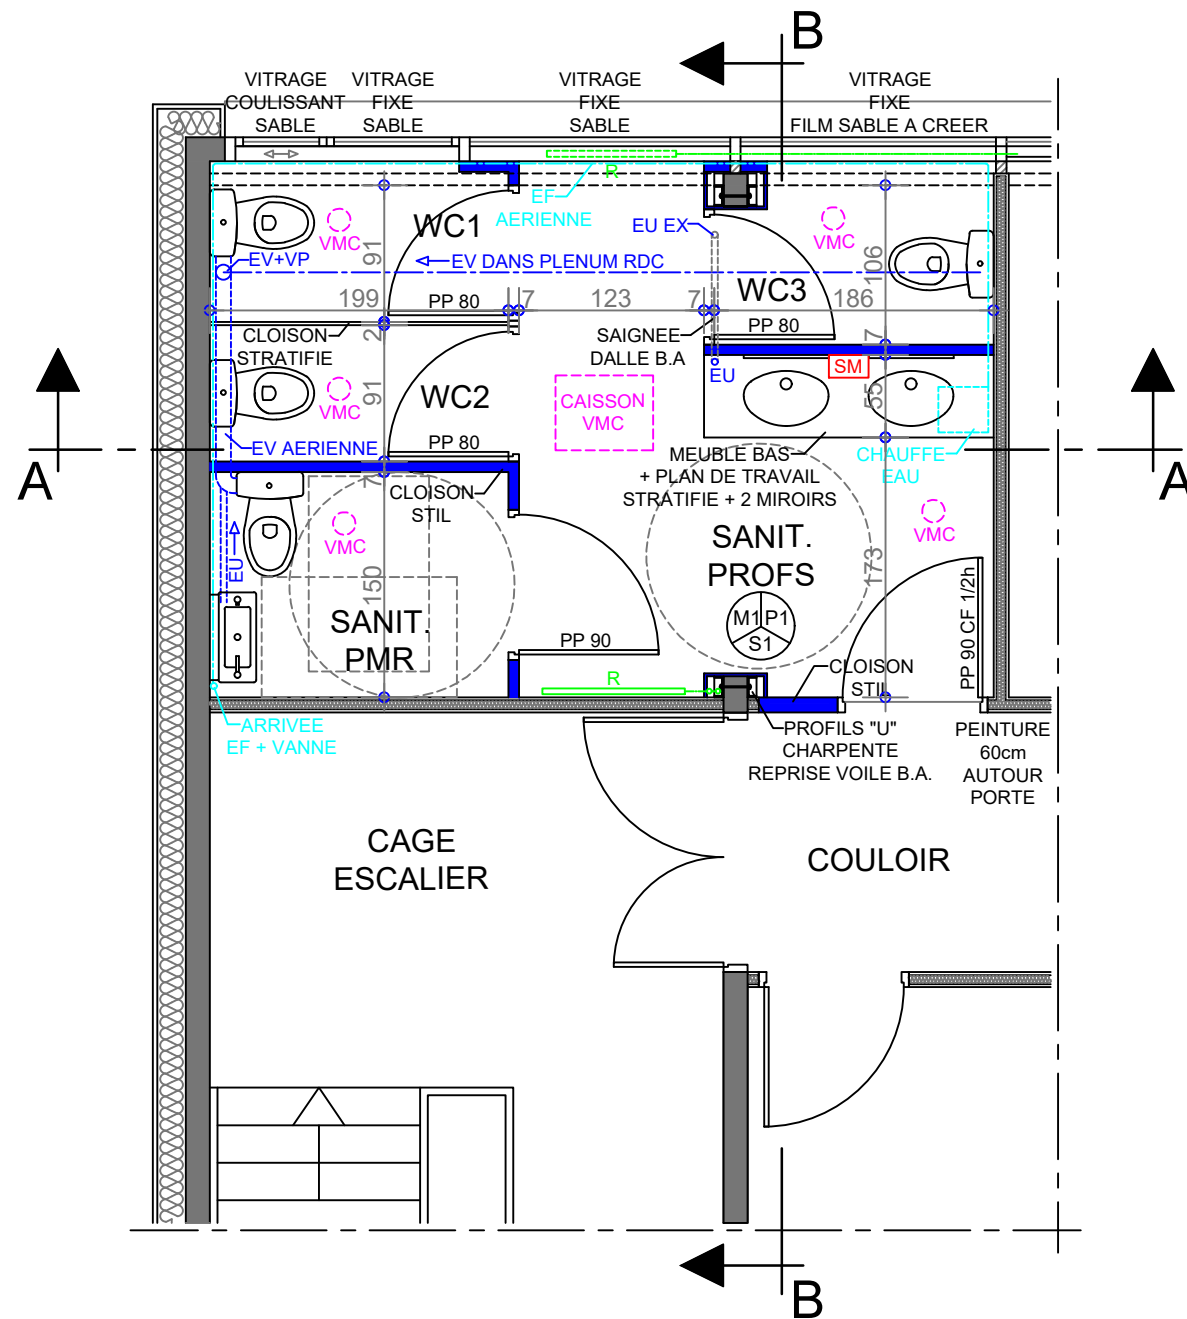 B
VITRAGE
COULISSANT
SABLE
VITRAGE
FIXE
SABLE
VITRAGE
FIXE
SABLE
VITRAGE
FIXE
FILM SABLE A CREER
R
EF
AERIENNE
WC1
VMC
91
EV+VP
EV DANS PLENUM RDC
EU EX
VMC
106
WC3
199
7
123
7
186
PP 80
PP 80
CLOISON
STRATIFIE
2
SAIGNEE
DALLE B.A
EU
7
SM
VMC
91
WC2
CAISSON
VMC
55
PP 80
EV AERIENNE
MEUBLE BAS
+ PLAN DE TRAVAIL
STRATIFIE + 2 MIROIRS
CHAUFFE
EAU
A
A
7
CLOISON
STIL
VMC
VMC
EU
150
SANIT.
PMR
SANIT.
PROFS
173
M1
P1
S1
PP 90
PP 90 CF 1/2h
R
CLOISON
STIL
ARRIVEE
EF + VANNE
PROFILS "U"
CHARPENTE
REPRISE VOILE B.A.
PEINTURE
60cm
AUTOUR
PORTE
CAGE
ESCALIER
COULOIR
B